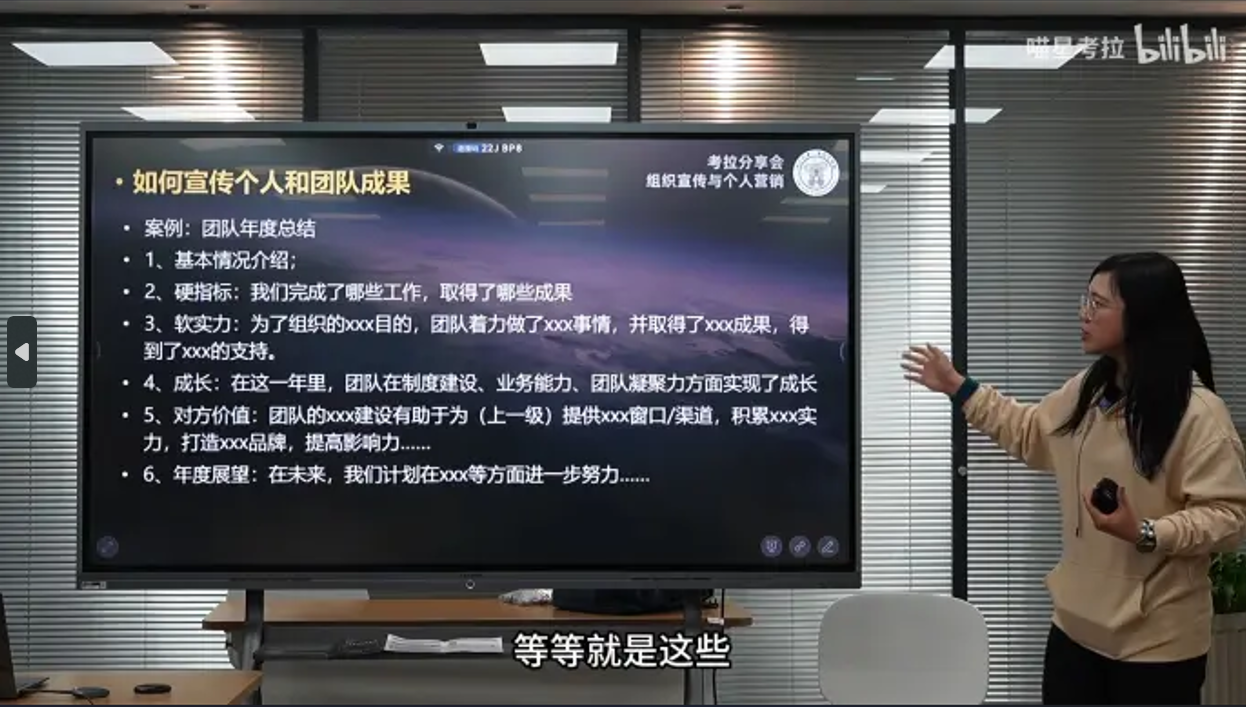 喵星考拉 bilibili
22J BP8
考拉分享会
组织宣传与个人营销
• 如何宣传个人和团队成果
• 案例：团队年度总结
• 1、基本情况介绍；
• 2、硬指标：我们完成了哪些工作，取得了哪些成果
• 3、软实力：为了组织的xxx目的，团队着力做了xxx事情，并取得了xxx成果，得
到了xxx的支持。
• 4、成长：在这一年里，团队在制度建设、业务能力、团队凝聚力方面实现了成长
• 5、对方价值：团队的xxx建设有助于为（上一级）提供xxx窗口/渠道，积累xxx实
力，打造xxx品牌，提高影响力......
• 6、年度展望：在未来，我们计划在xxx等方面进一步努力......
等等就是这些